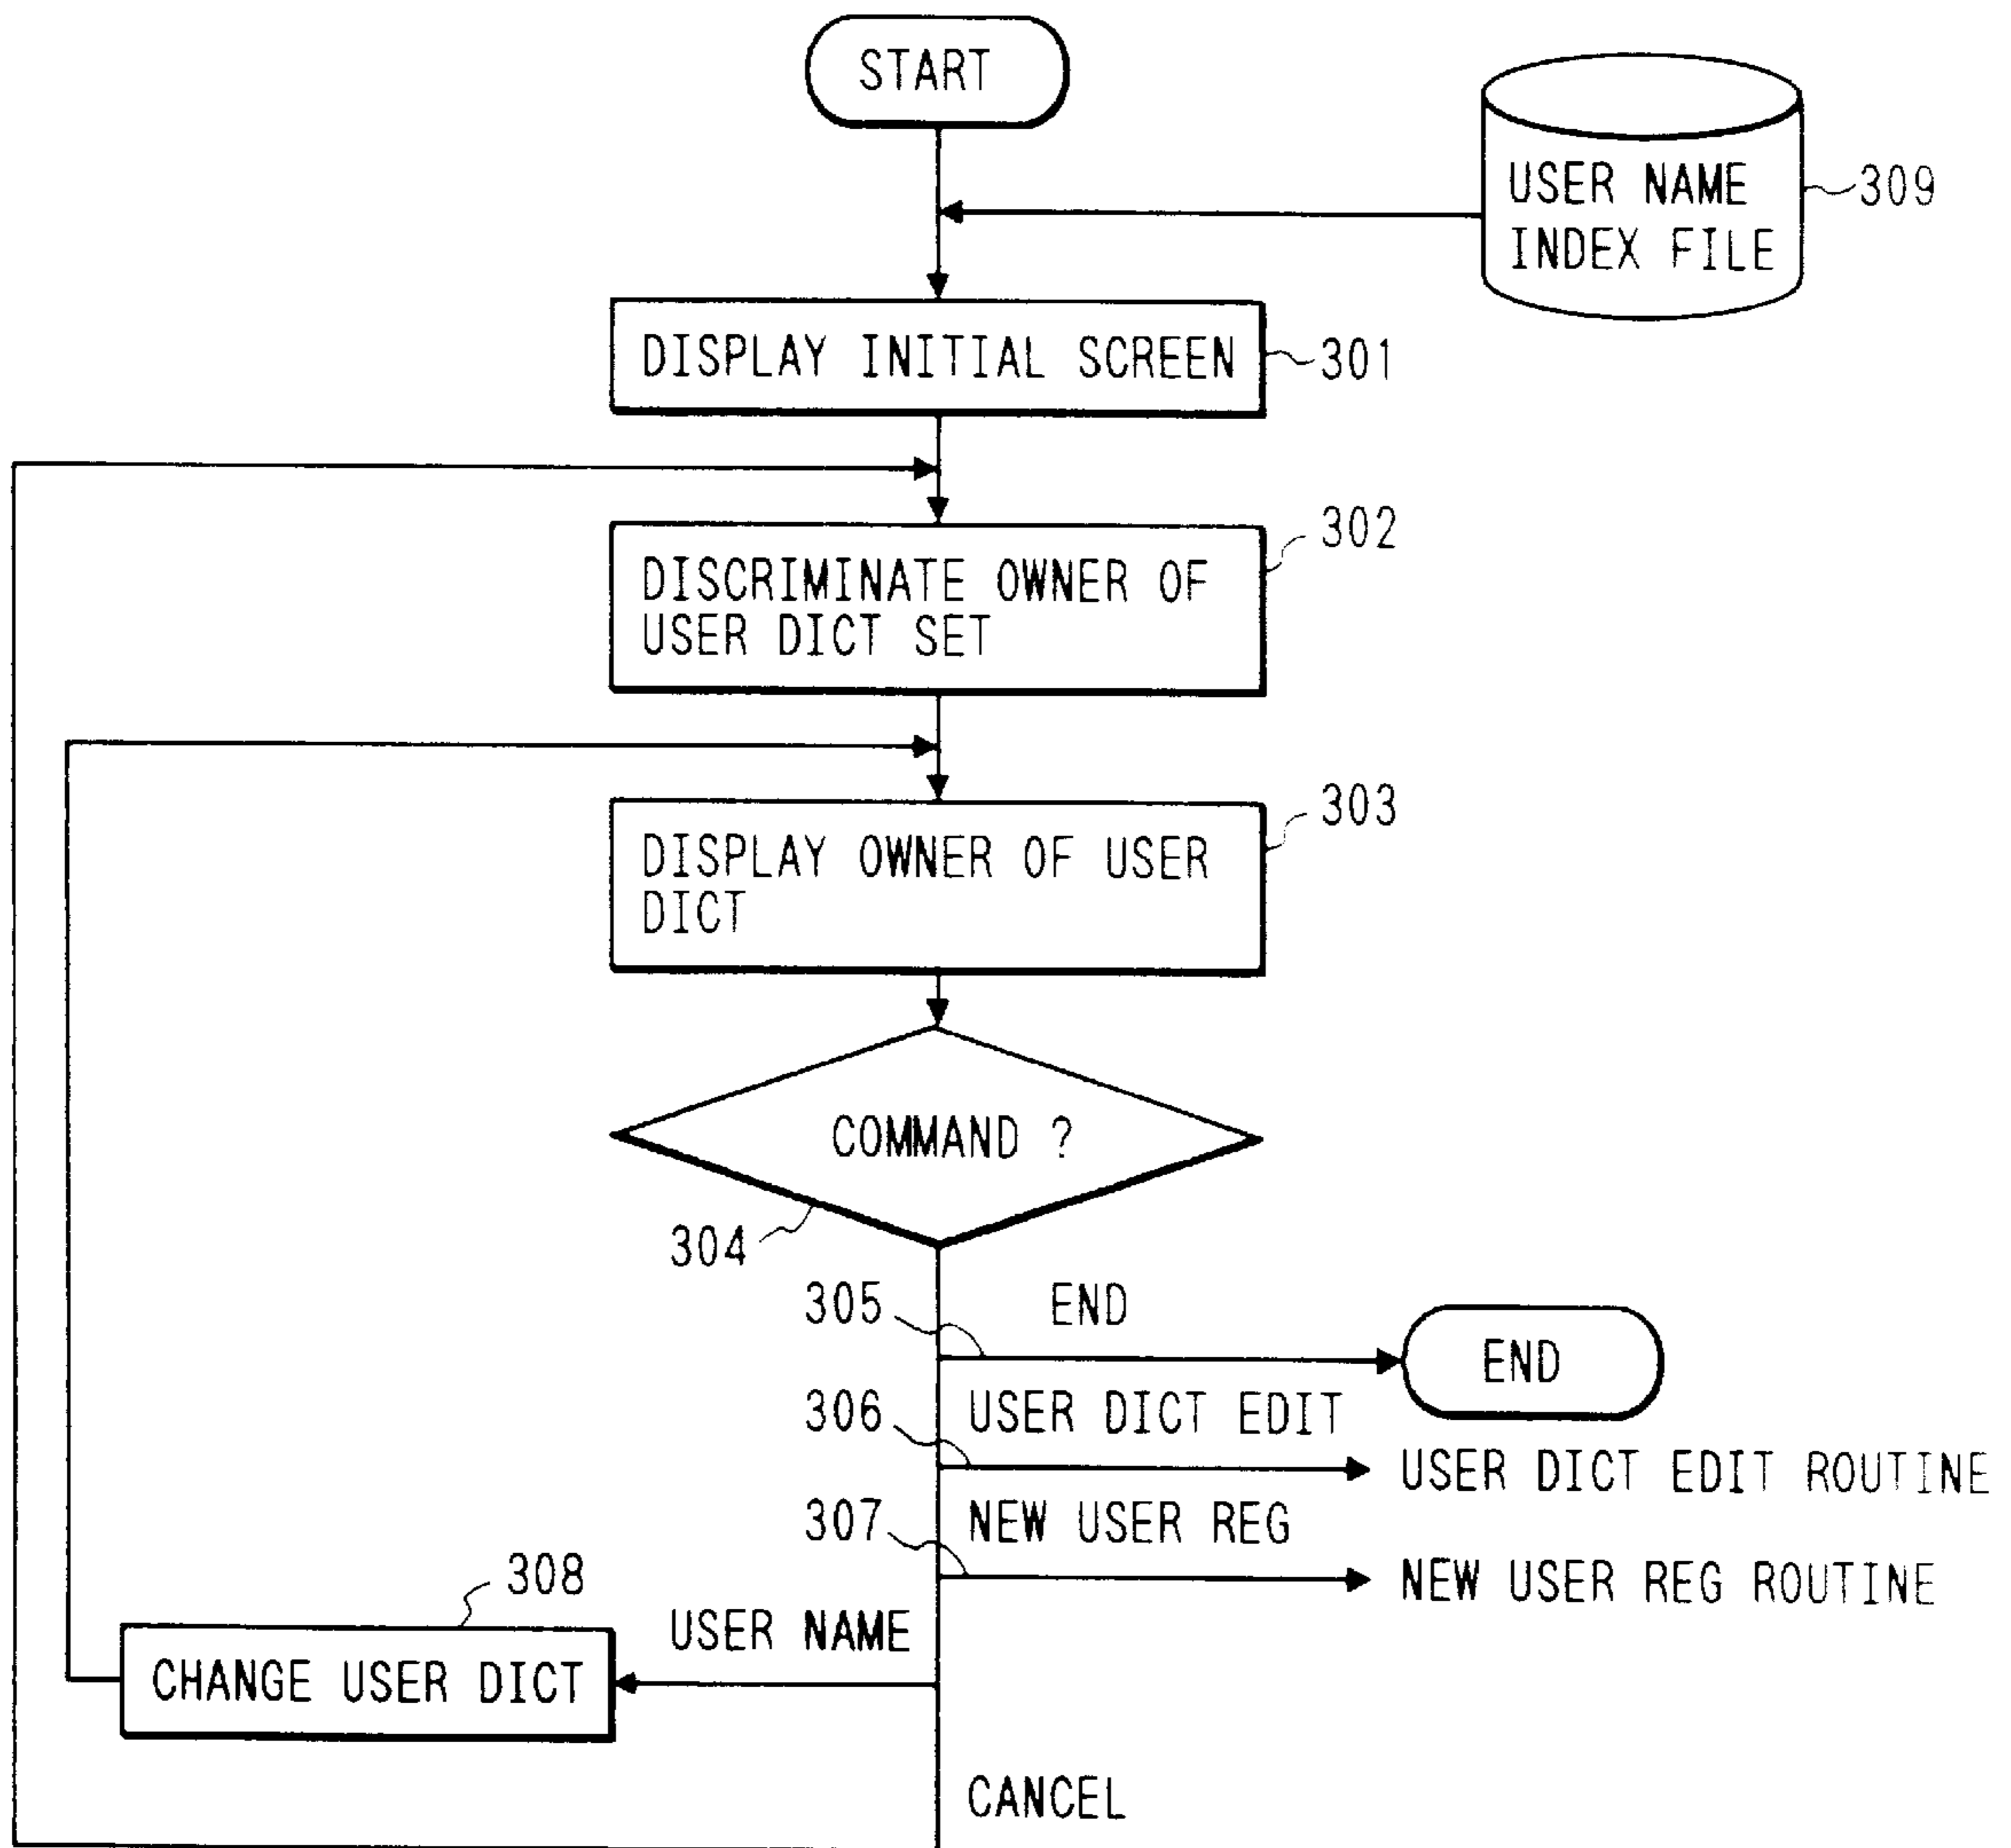 START
USER NAME
INDEX FILE
309
DISPLAY INITIAL SCREEN
301
302
DISCRIMINATE OWNER OF
USER DICT SET
303
DISPLAY OWNER OF USER
DICT
COMMAND ?
304
305
END
END
306
USER DICT EDIT
USER DICT EDIT ROUTINE
307
NEW USER REG
NEW USER REG ROUTINE
308
USER NAME
CHANGE USER DICT
CANCEL